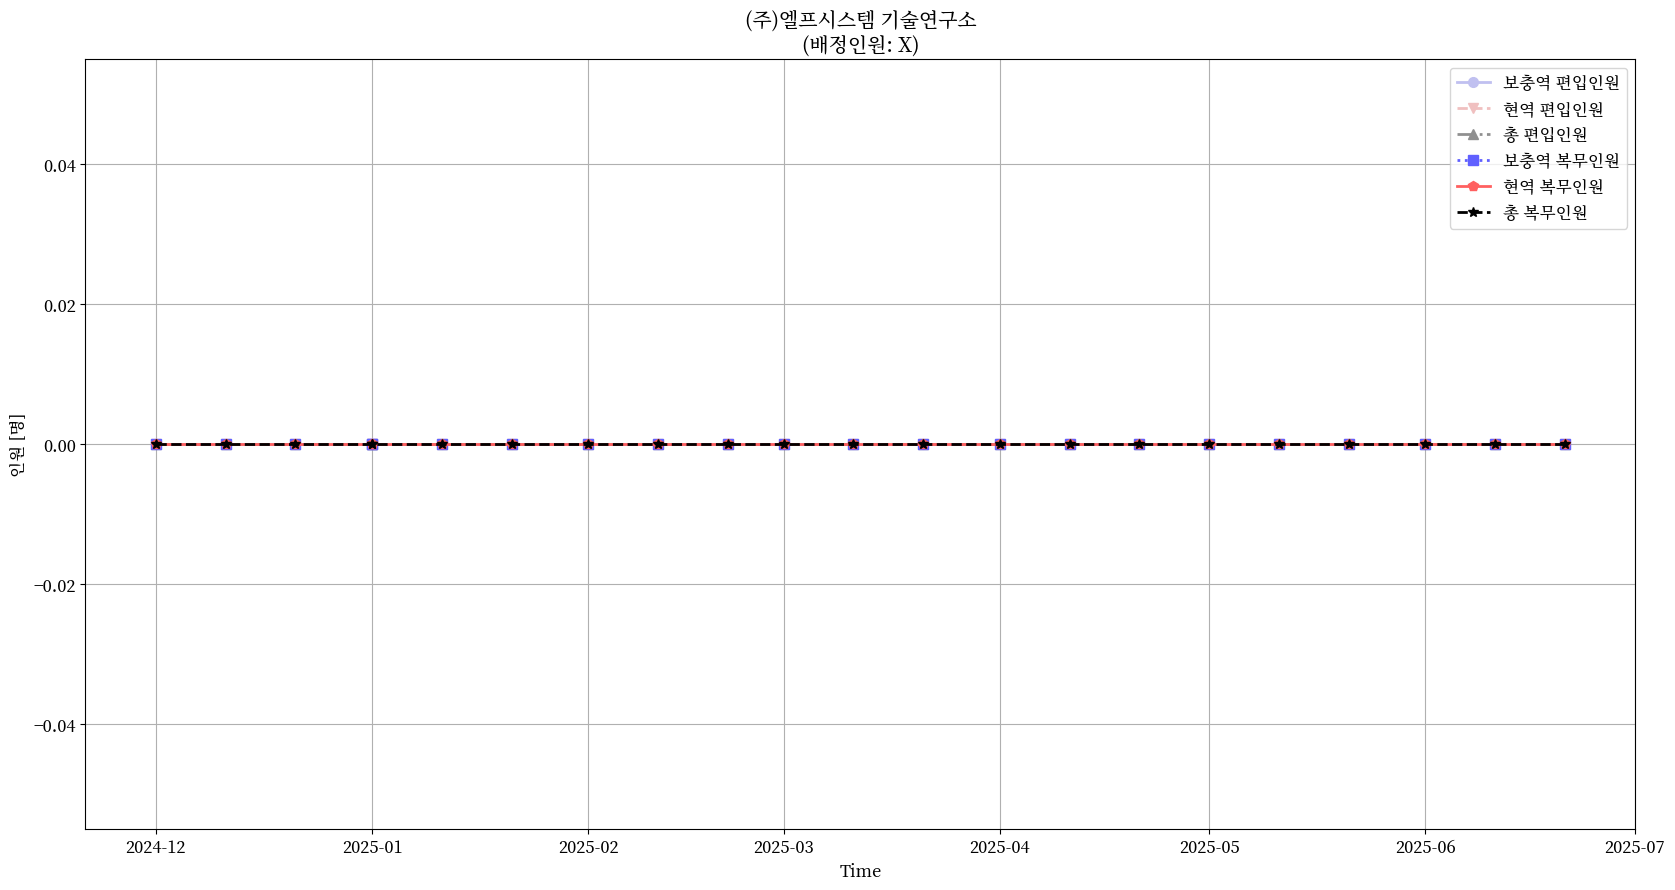 (주)엘프시스템 기술연구소
(배정인원: X)
보충역 편입인원
현역 편입인원
총 편입인원
보충역 복무인원
현역 복무인원
총 복무인원
인원 [명]
0.04
0.02
0.00
−0.02
−0.04
2024-12
2025-01
2025-02
2025-03
2025-04
2025-05
2025-06
2025-07
Time